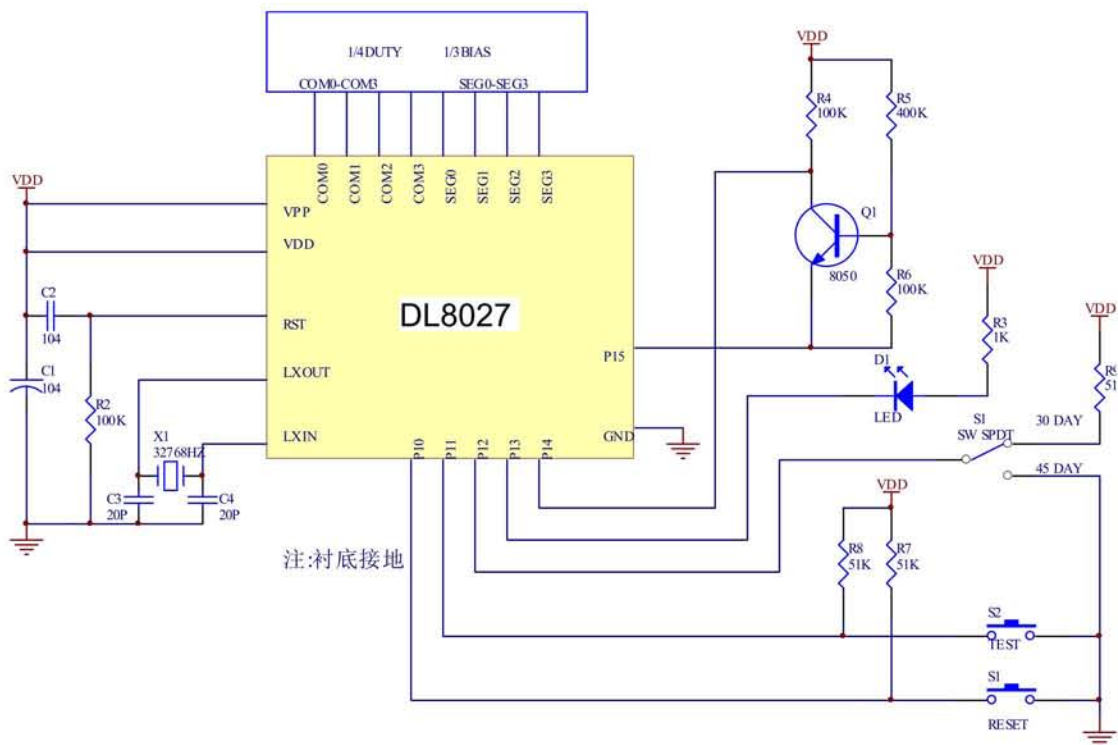 1/4DUTY 1/3BIAS
COM0-COM3 SEG0-SEG3
COM0
COM1
COM2
COM3
SEG0
SEG1
SEG2
SEG3
VDD
VPP
VDD
C2
104
RST
C1
104
LXOUT
R2
100K
X1
32768HZ
LXIN
C3
20P
C4
20P
DL8027
P15
GND
P10
P11
P12
P13
P14
注:衬底接地
VDD
R4
100K
R5
400K
Q1
8050
R6
100K
VDD
R3
1K
D1
LED
VDD
51
S1
SW SPDT
30 DAY
45 DAY
VDD
R8
51K
R7
51K
S2
TEST
S1
RESET